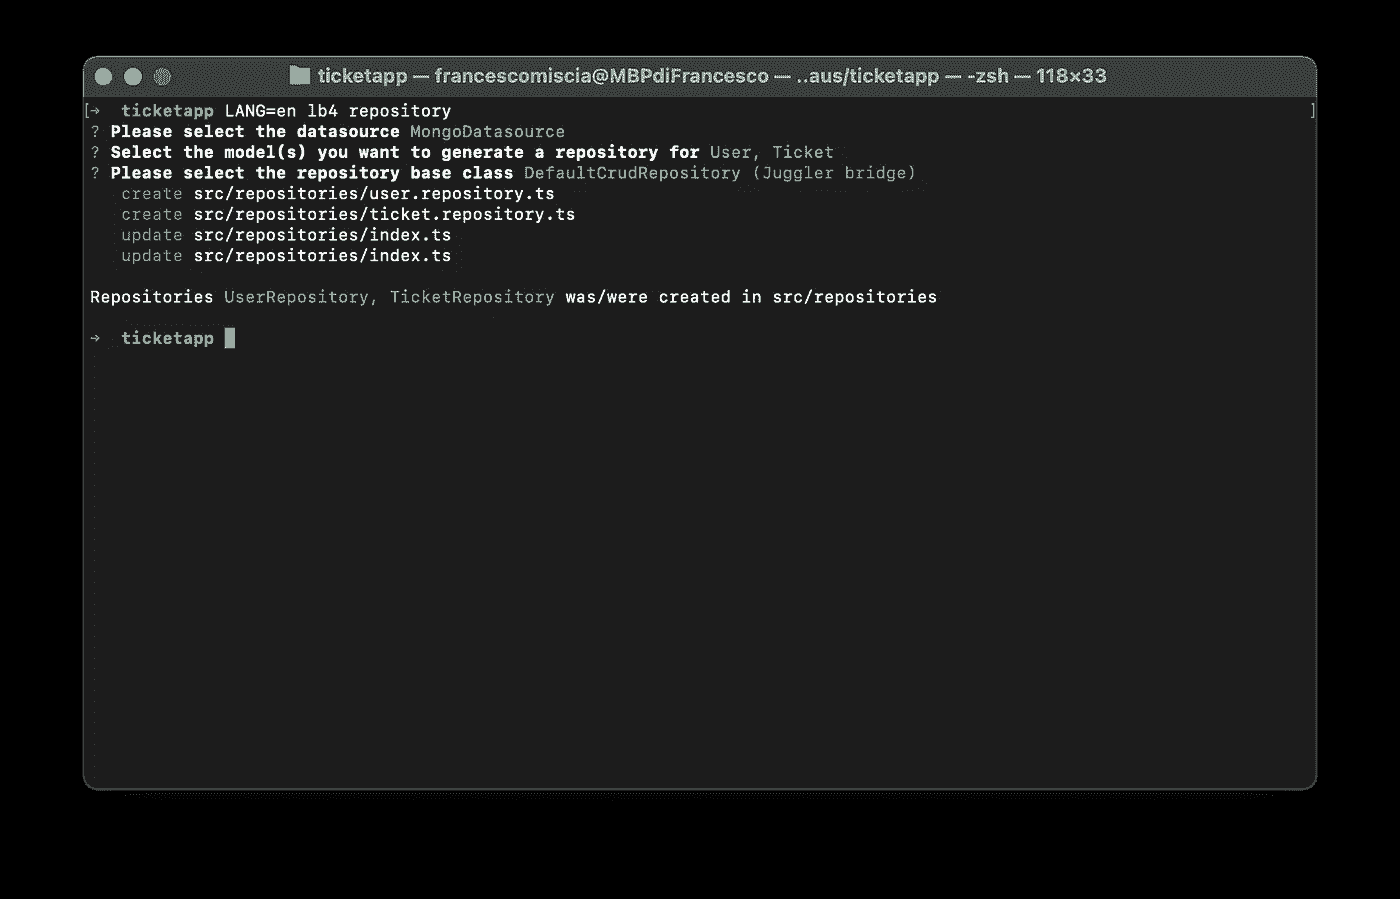 ticketapp — francescomiscia@MBPdiFrancesco — ..aus/ticketapp — -zsh — 118×33
[→  ticketapp LANG=en lb4 repository ]
? Please select the datasource MongoDatasource
? Select the model(s) you want to generate a repository for User, Ticket
? Please select the repository base class DefaultCrudRepository (Juggler bridge)
   create src/repositories/user.repository.ts
   create src/repositories/ticket.repository.ts
   update src/repositories/index.ts
   update src/repositories/index.ts
Repositories UserRepository, TicketRepository was/were created in src/repositories
→  ticketapp